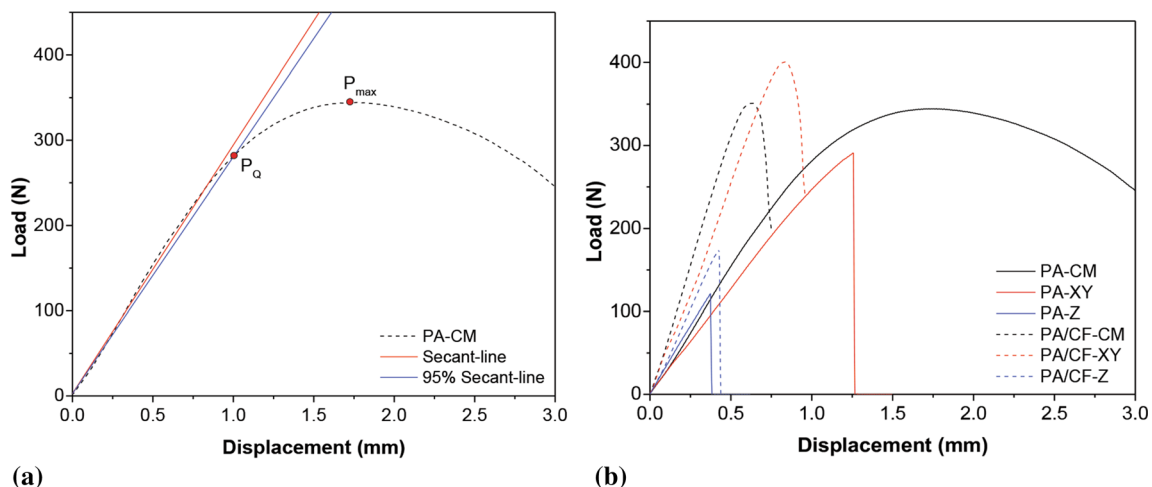 400
300
200
100
0
Load (N)
P_max
P_Q
PA-CM
Secant-line
95% Secant-line
0.0 0.5 1.0 1.5 2.0 2.5 3.0
Displacement (mm)
(a)
400
300
200
100
0
Load (N)
PA-CM
PA-XY
PA-Z
PA/CF-CM
PA/CF-XY
PA/CF-Z
0.0 0.5 1.0 1.5 2.0 2.5 3.0
Displacement (mm)
(b)